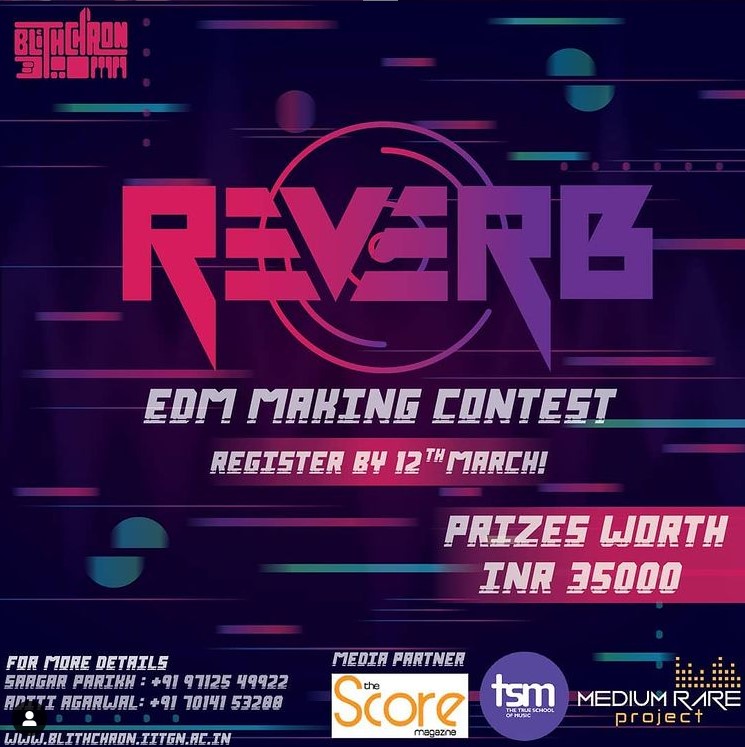 BLITHCHRON
REVERB
EDM MAKING CONTEST
REGISTER BY 12TH MARCH!
PRIZES WORTH
INR 35000
FOR MORE DETAILS
SAAGAR PARIKH : +91 97125 49922
ADITI AGARWAL: +91 70141 53208
WWW.BLITHCHRON.IITGN.AC.IN
MEDIA PARTNER
the
Score
magazine
tsm
THE TRUE SCHOOL
OF MUSIC
MEDIUM RARE
project